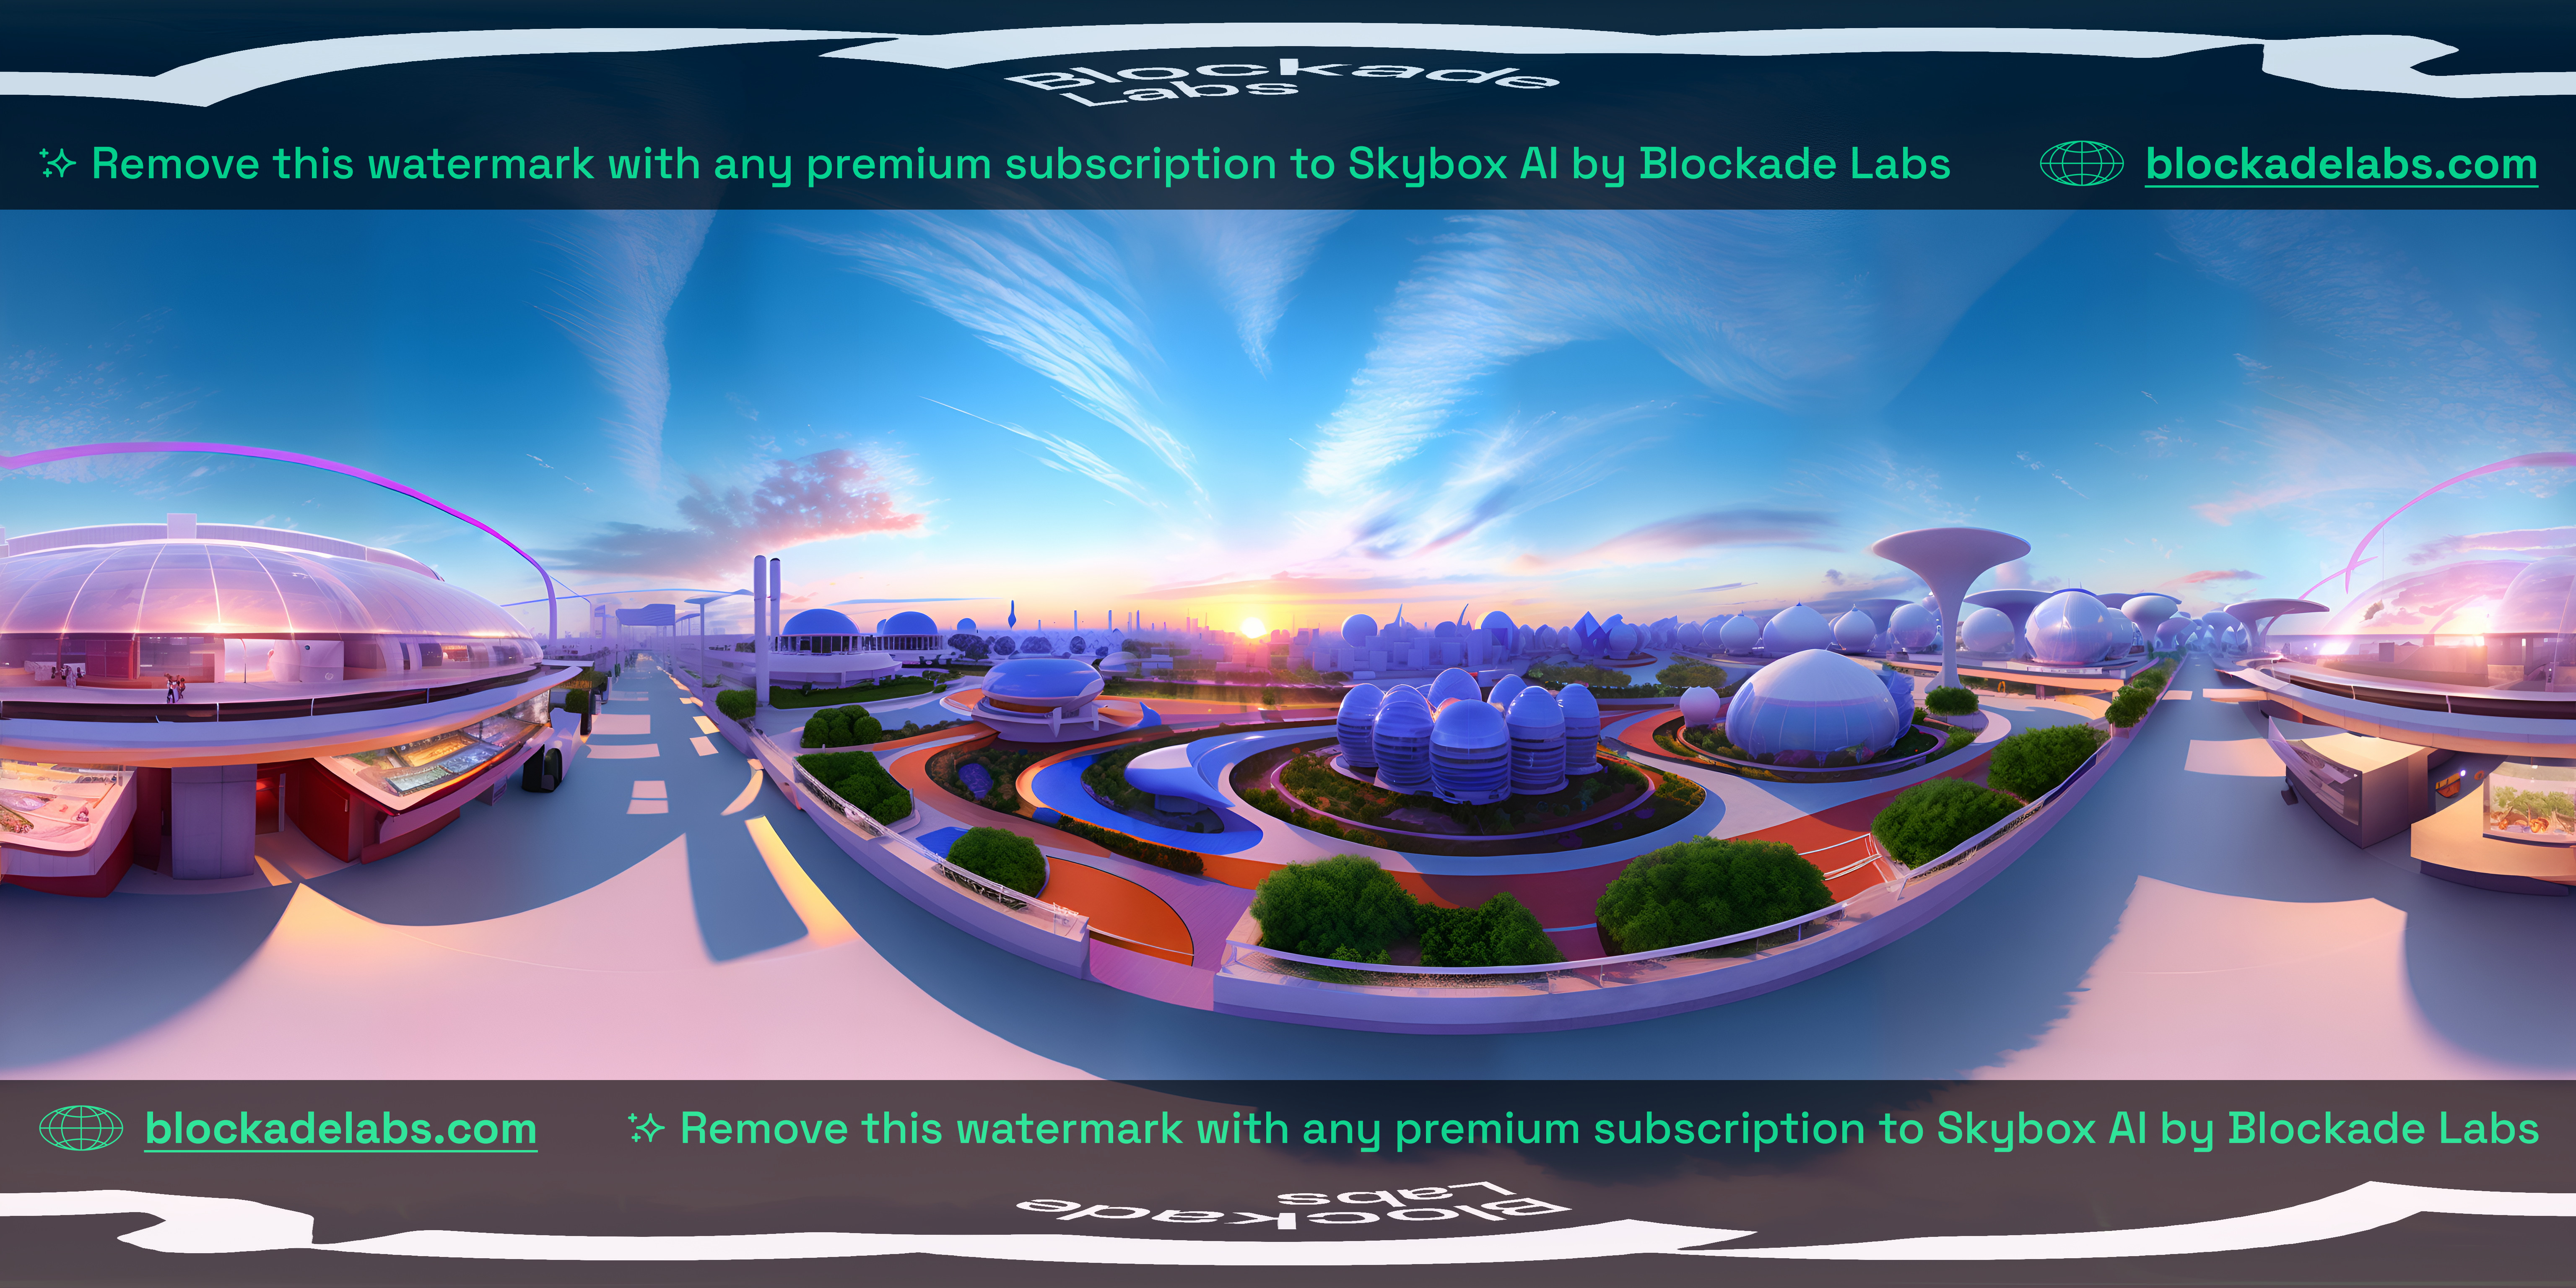 Blockade
Labs
Remove this watermark with any premium subscription to Skybox AI by Blockade Labs
blockadelabs.com
blockadelabs.com
Remove this watermark with any premium subscription to Skybox AI by Blockade Labs
Labs
Blockade